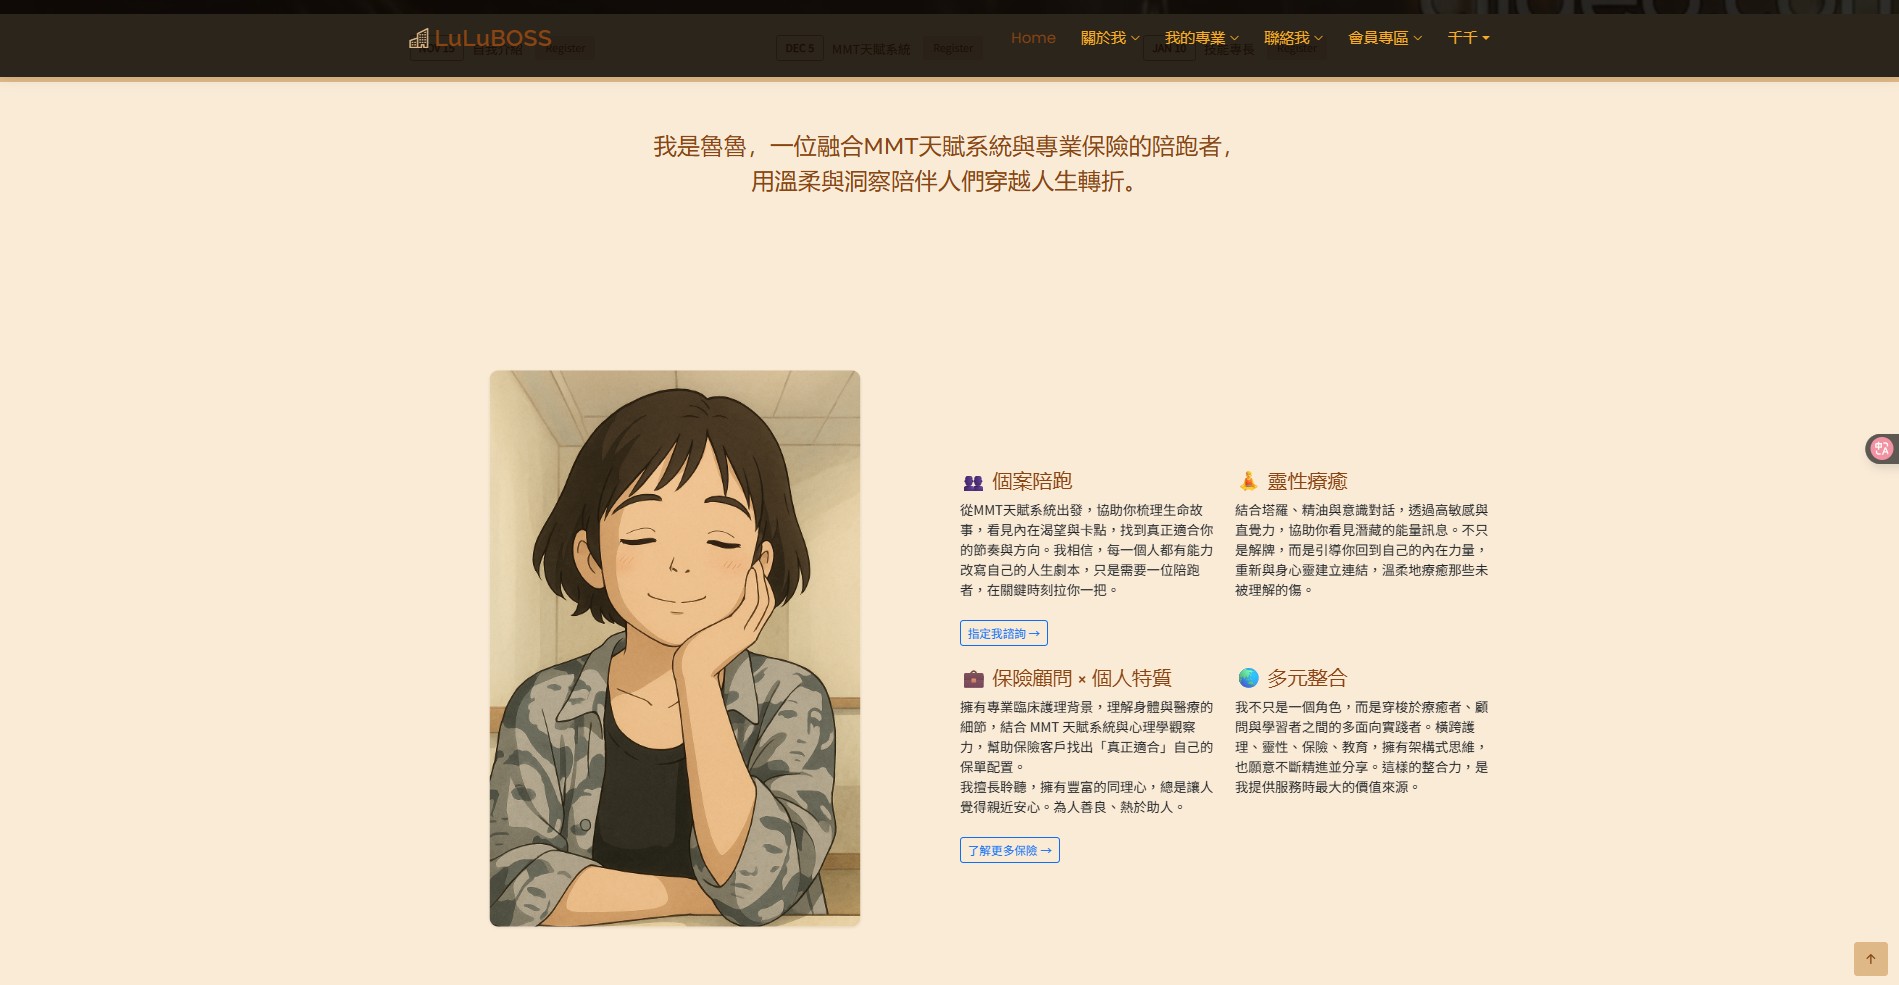 LuLuBOSS
Home 關於我 我的專業 聯絡我 會員專區 千千
NOV 15 自我介紹 Register DEC 5 MMT天賦系統 Register JAN 10 技能專長 Register
我是魯魯，一位融合MMT天賦系統與專業保險的陪跑者，
用溫柔與洞察陪伴人們穿越人生轉折。
👥 個案陪跑
從MMT天賦系統出發，協助你梳理生命故
事，看見內在渴望與卡點，找到真正適合你
的節奏與方向。我相信，每一個人都有能力
改寫自己的人生劇本，只是需要一位陪跑
者，在關鍵時刻拉你一把。
指定我諮詢 →
🧘 靈性療癒
結合塔羅、精油與意識對話，透過高敏感與
直覺力，協助你看見潛藏的能量訊息。不只
是解牌，而是引導你回到自己的內在力量，
重新與身心靈建立連結，溫柔地療癒那些未
被理解的傷。
💼 保險顧問 × 個人特質
擁有專業臨床護理背景，理解身體與醫療的
細節，結合 MMT 天賦系統與心理學觀察
力，幫助保險客戶找出「真正適合」自己的
保單配置。
我擅長聆聽，擁有豐富的同理心，總是讓人
覺得親近安心。為人善良、熱於助人。
了解更多保險 →
🌏 多元整合
我不只是一個角色，而是穿梭於療癒者、顧
問與學習者之間的多面向實踐者。橫跨護
理、靈性、保險、教育，擁有架構式思維，
也願意不斷精進並分享。這樣的整合力，是
我提供服務時最大的價值來源。